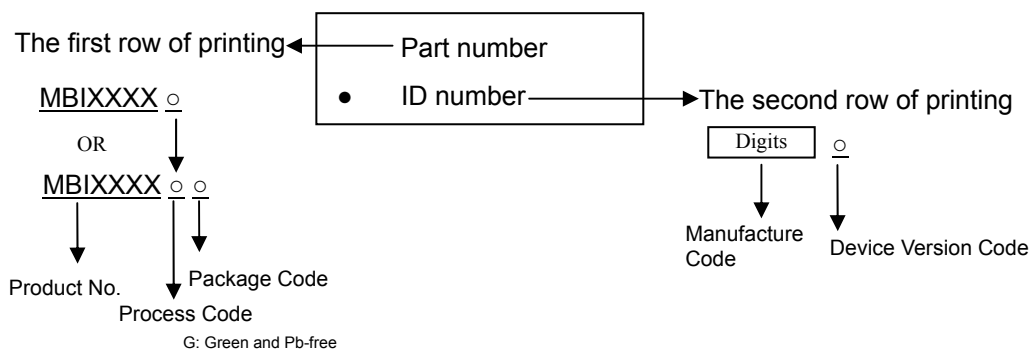 The first row of printing
Part number
● ID number
The second row of printing
MBIXXXX ○
OR
MBIXXXX ○ ○
Digits ○
Manufacture
Code
Device Version Code
Product No.
Package Code
Process Code
G: Green and Pb-free